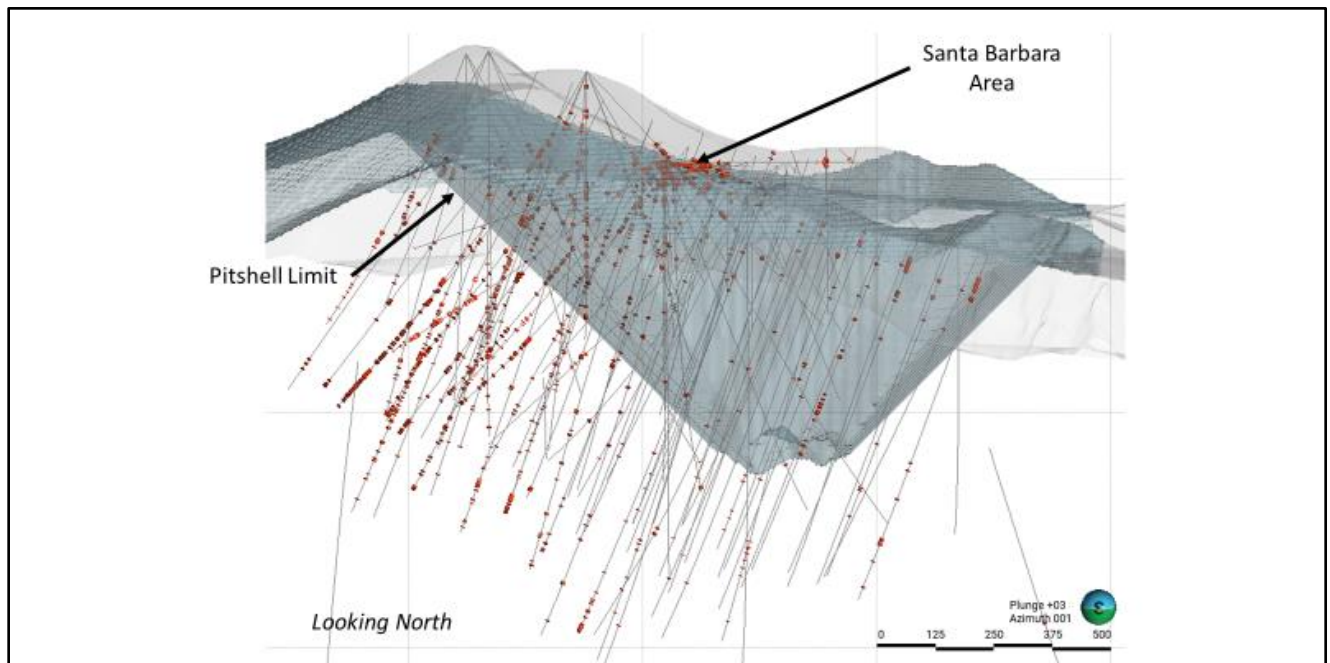 Santa Barbara
Area
Pitshell Limit
Looking North
Plunge +03
Azimuth 001
0 125 250 375 500